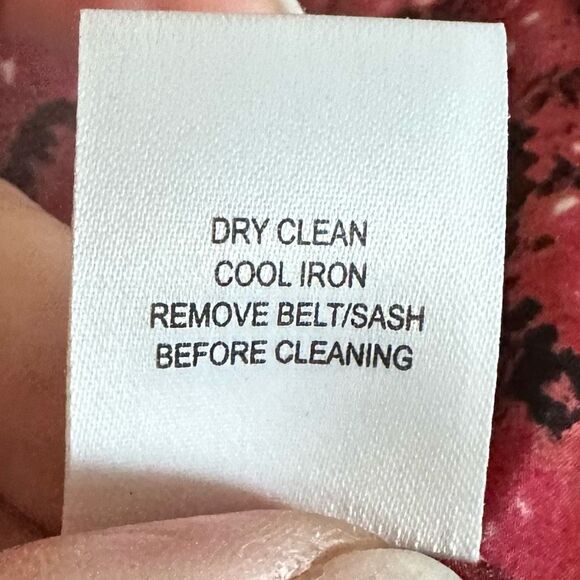 DRY CLEAN
COOL IRON
REMOVE BELT/SASH
BEFORE CLEANING